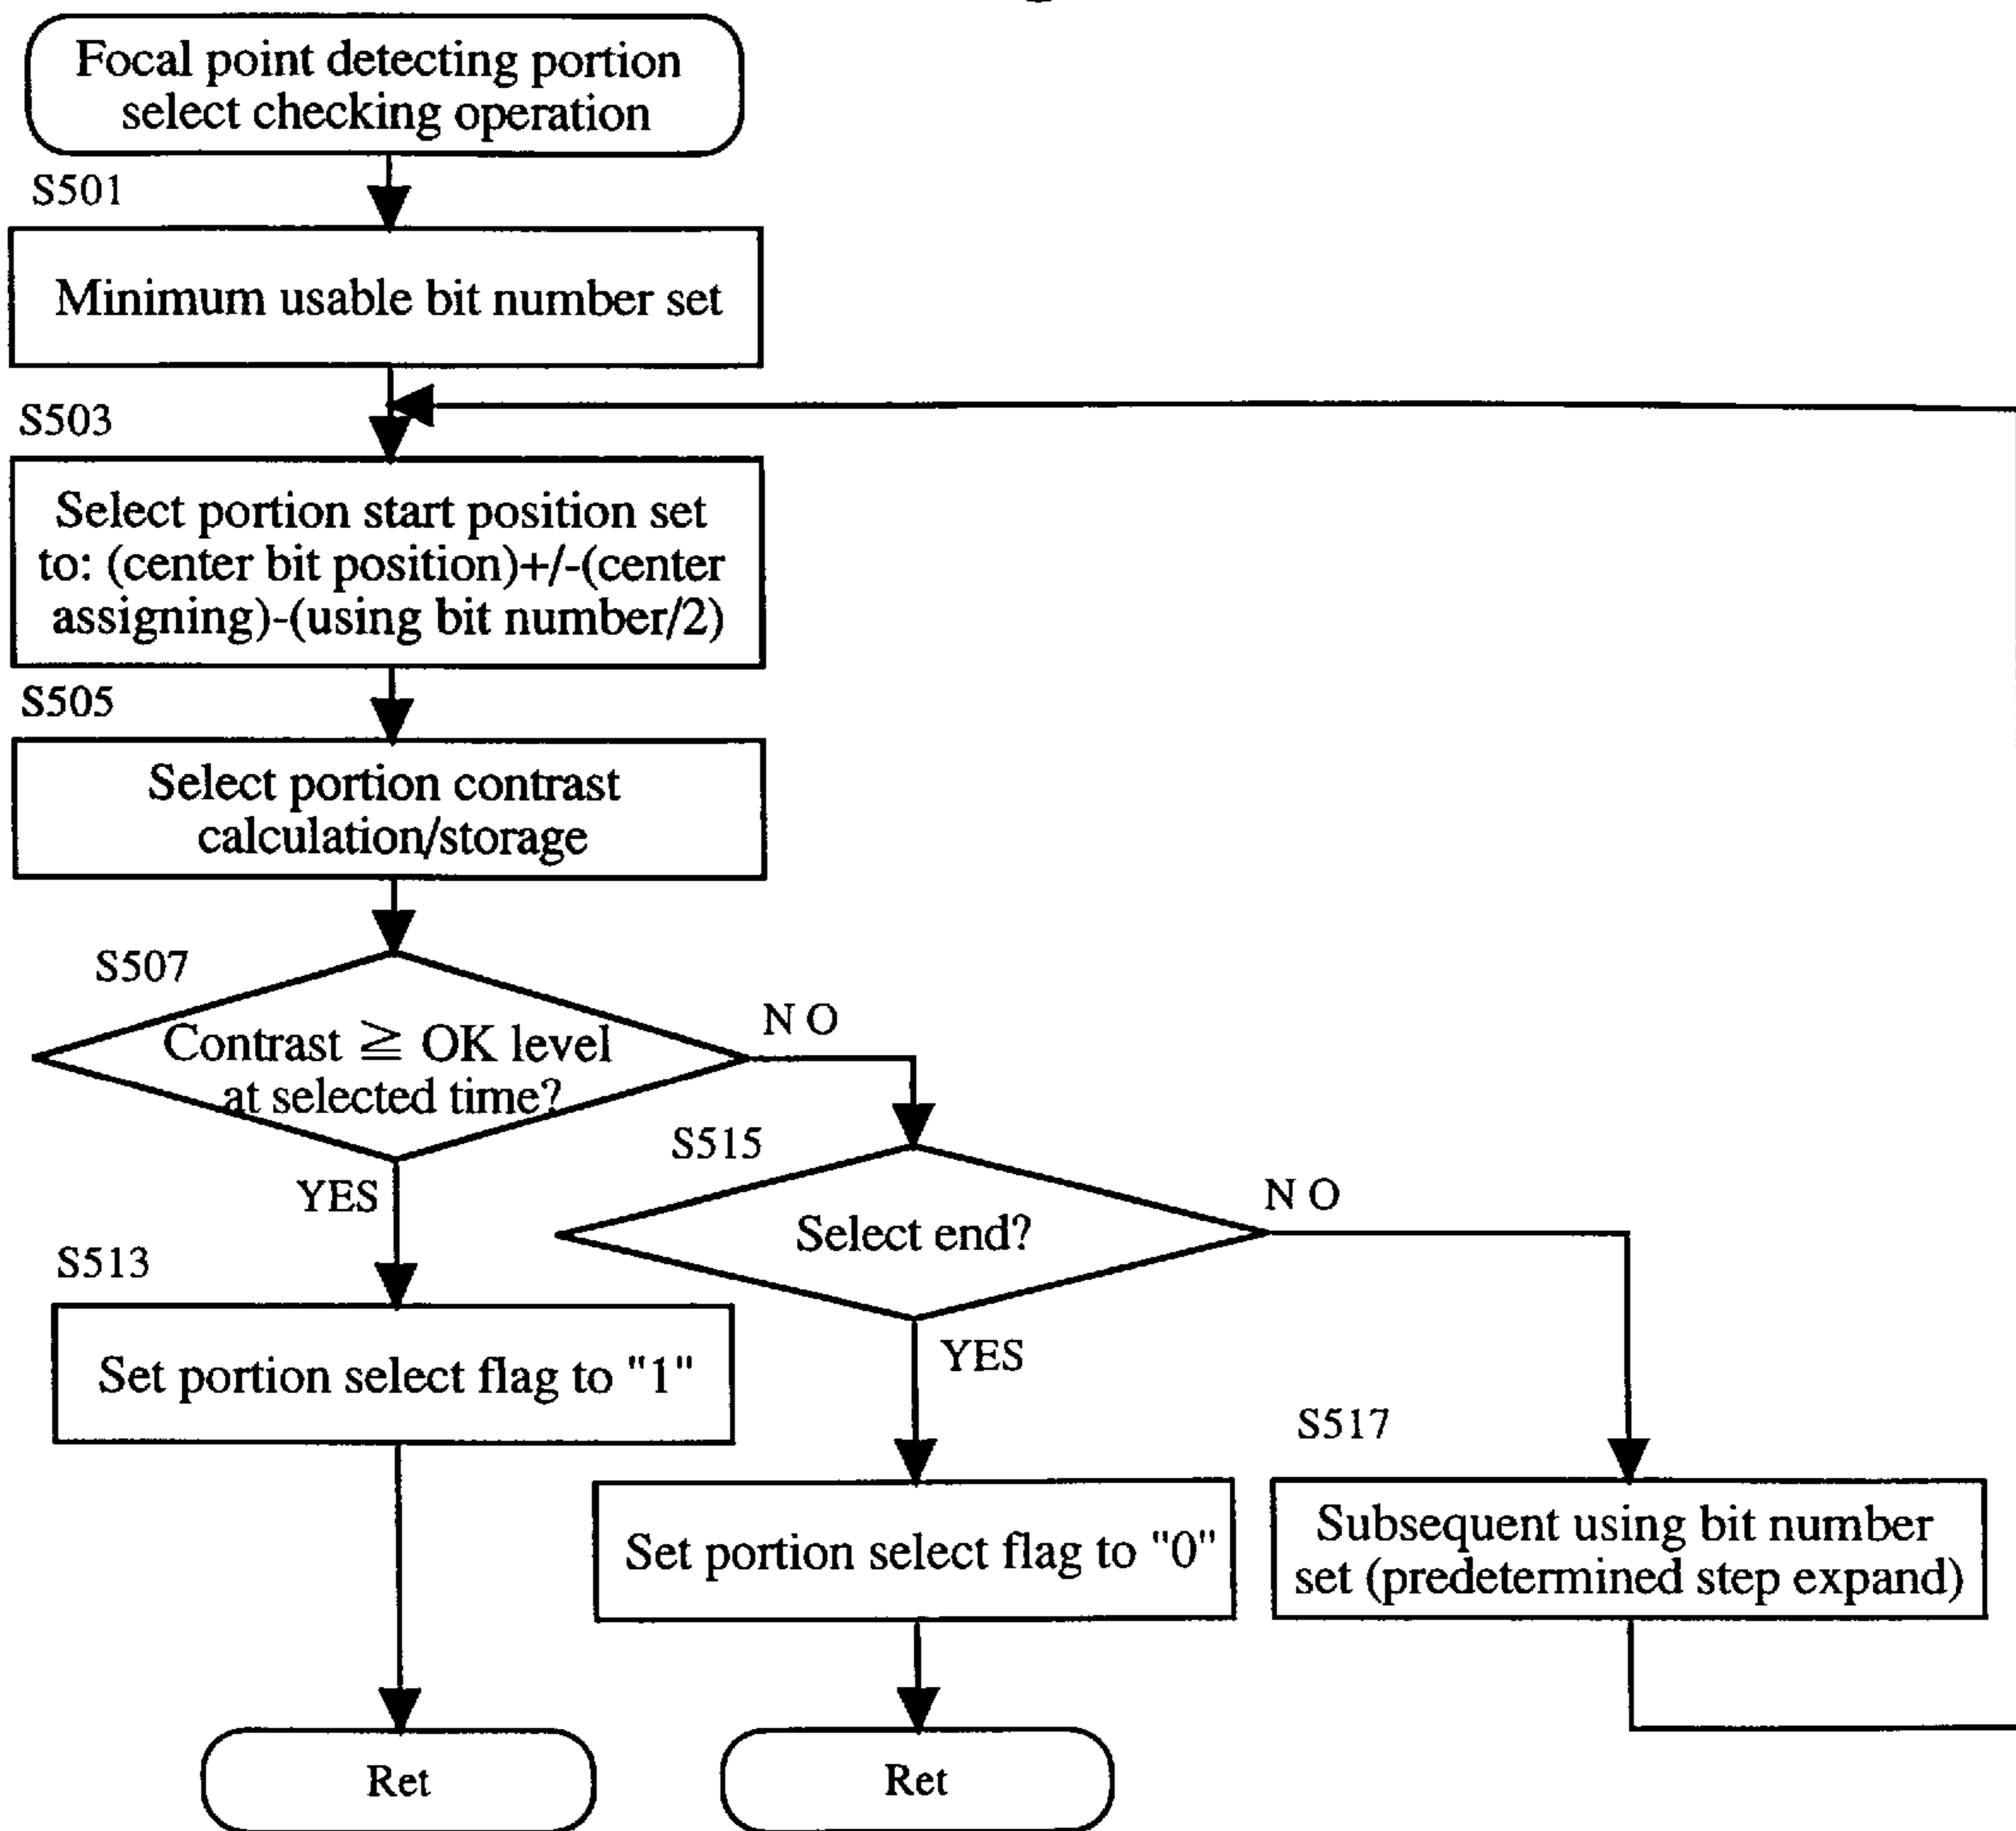 Focal point detecting portion
select checking operation
S501
Minimum usable bit number set
S503
Select portion start position set
to: (center bit position)+/-(center
assigning)-(using bit number/2)
S505
Select portion contrast
calculation/storage
S507
Contrast ≧ OK level
at selected time?
N O
YES
S515
Select end?
N O
YES
S513
Set portion select flag to "1"
Set portion select flag to "0"
S517
Subsequent using bit number
set (predetermined step expand)
Ret
Ret